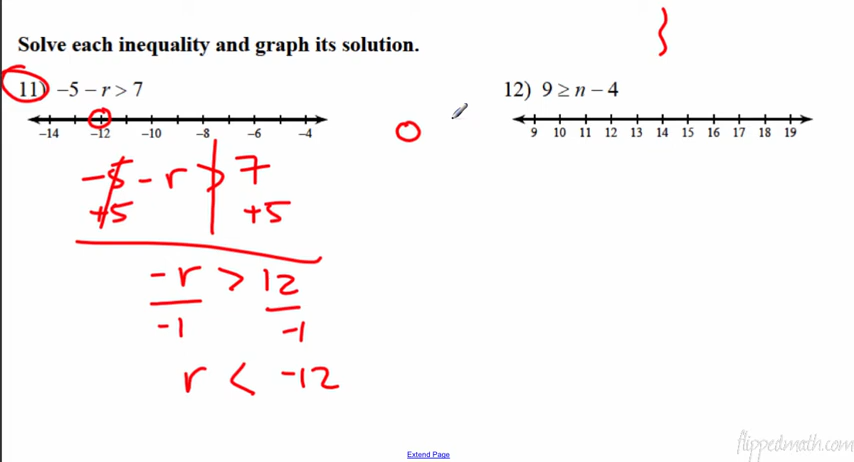 Solve each inequality and graph its solution.
11) −5 − r > 7
−14 −12 −10 −8 −6 −4
-5 - r > 7
+5 +5
-r > 12
-1 -1
r < -12
12) 9 ≥ n − 4
9 10 11 12 13 14 15 16 17 18 19
flippedmath.com
Extend Page